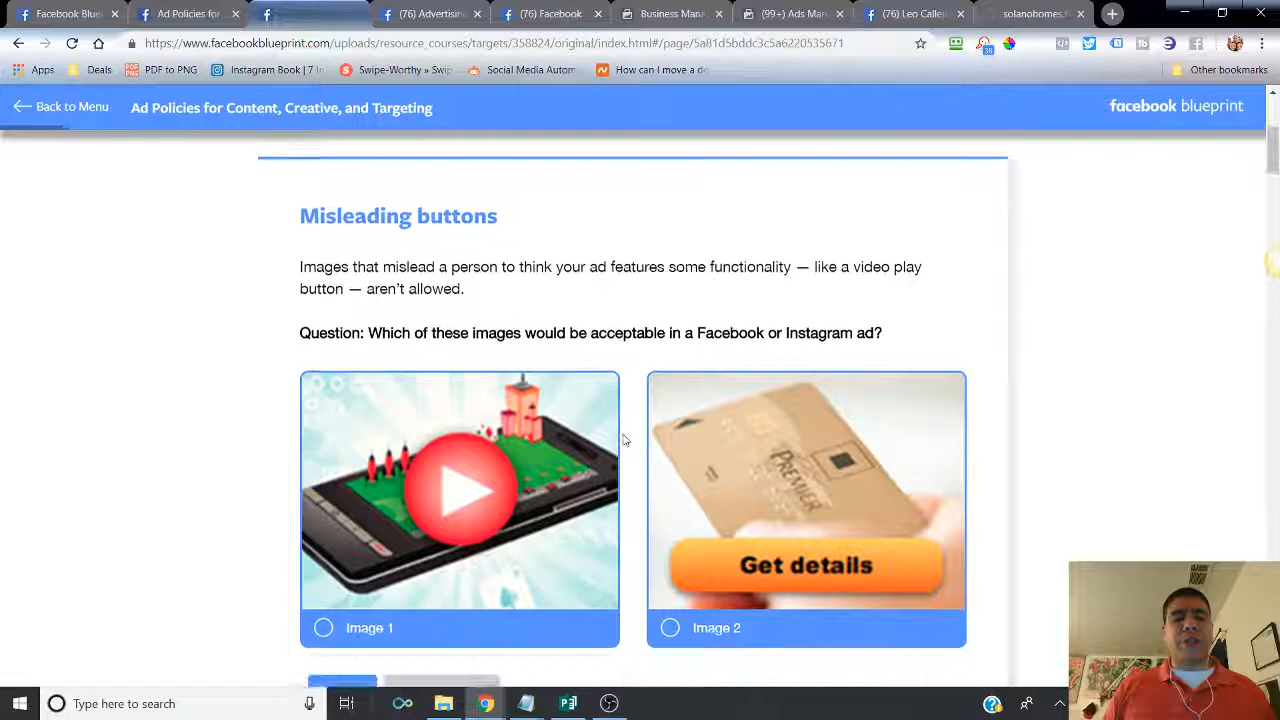 Facebook Blue
Ad Policies for
(76) Advertisin
(76) Facebook
Business Man
(99+) Ads Man
(76) Leo Callej
solanohomes.
https://www.facebookblueprint.com/uploads/resource_courses/targets/358824/original/index.html#/page/5a81d5bddc3c5a6220535671
38
Apps
Deals
PDF to PNG
Instagram Book | 7 In
Swipe-Worthy » Swip
Social Media Autom
How can I move a do
Other bookmarks
Back to Menu
Ad Policies for Content, Creative, and Targeting
facebook blueprint
Misleading buttons
Images that mislead a person to think your ad features some functionality — like a video play
button — aren't allowed.
Question: Which of these images would be acceptable in a Facebook or Instagram ad?
PREMIER
Get details
Image 1
Image 2
Type here to search